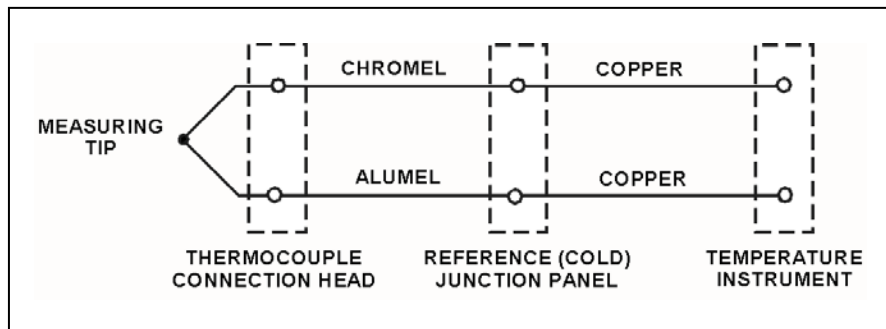 CHROMEL
COPPER
MEASURING
TIP
ALUMEL
COPPER
THERMOCOUPLE
CONNECTION HEAD
REFERENCE (COLD)
JUNCTION PANEL
TEMPERATURE
INSTRUMENT